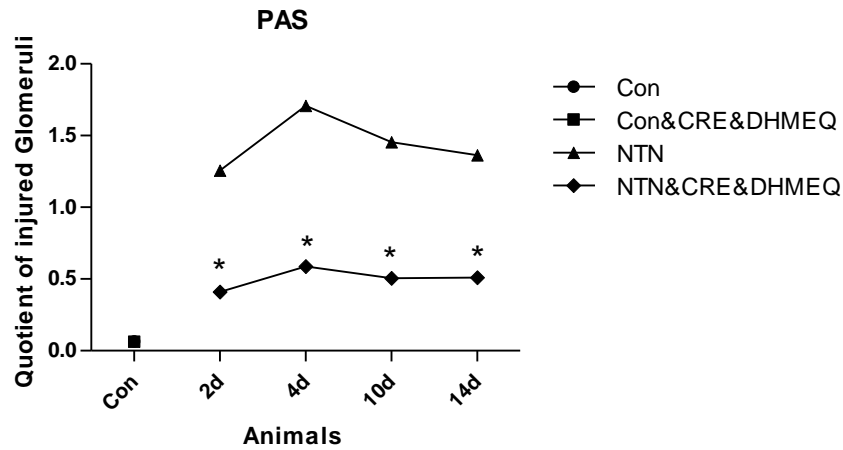 PAS
Quotient of injured Glomeruli
2.0
1.5
1.0
0.5
0.0
*
*
*
*
Con
2d
4d
10d
14d
Animals
Con
Con&CRE&DHMEQ
NTN
NTN&CRE&DHMEQ